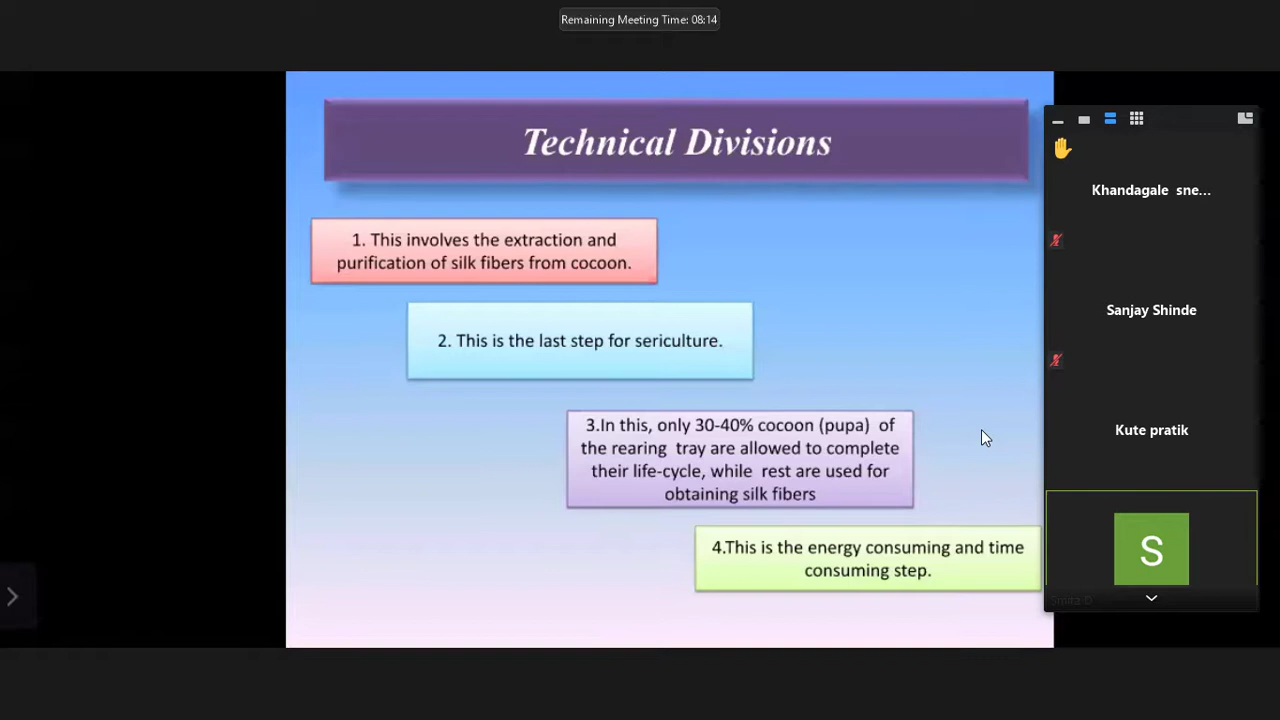 Remaining Meeting Time: 08:14
Technical Divisions
1. This involves the extraction and
purification of silk fibers from cocoon.
2. This is the last step for sericulture.
3.In this, only 30-40% cocoon (pupa) of
the rearing tray are allowed to complete
their life-cycle, while rest are used for
obtaining silk fibers
4.This is the energy consuming and time
consuming step.
Khandagale sne...
Sanjay Shinde
Kute pratik
S
Smita D